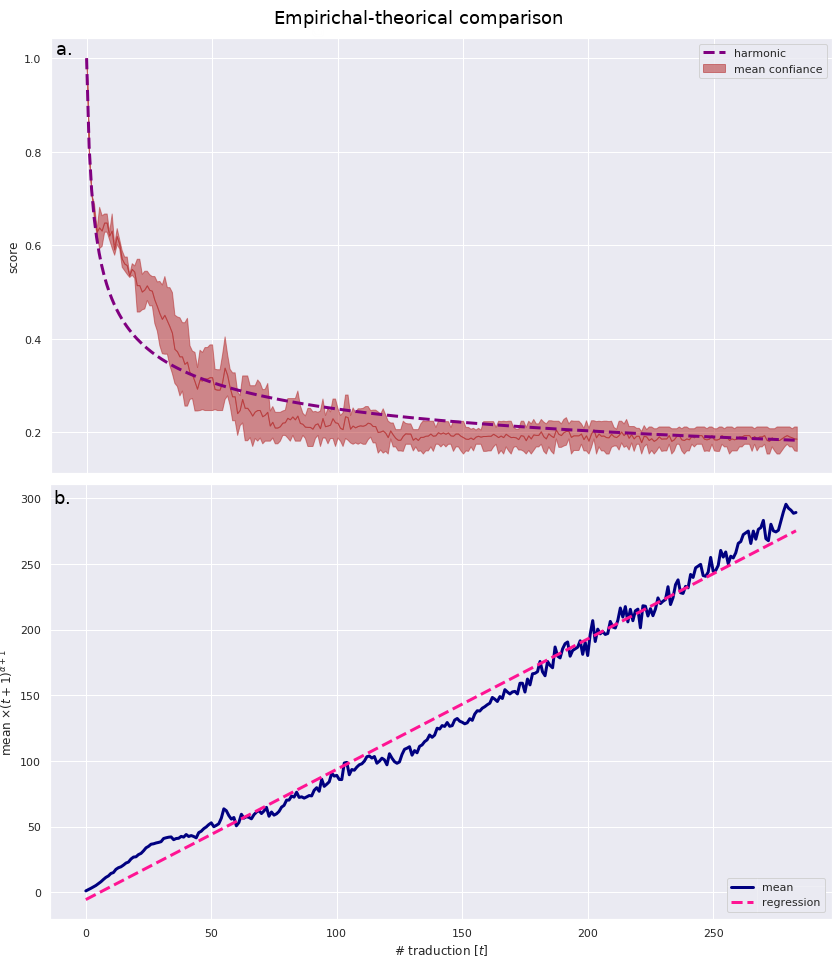 Empirichal-theorical comparison
a.
harmonic
mean confiance
1.0
0.8
0.6
0.4
0.2
score
b.
300
250
200
150
100
50
0
mean ×(t + 1)^{α+1}
mean
regression
0 50 100 150 200 250
# traduction [t]